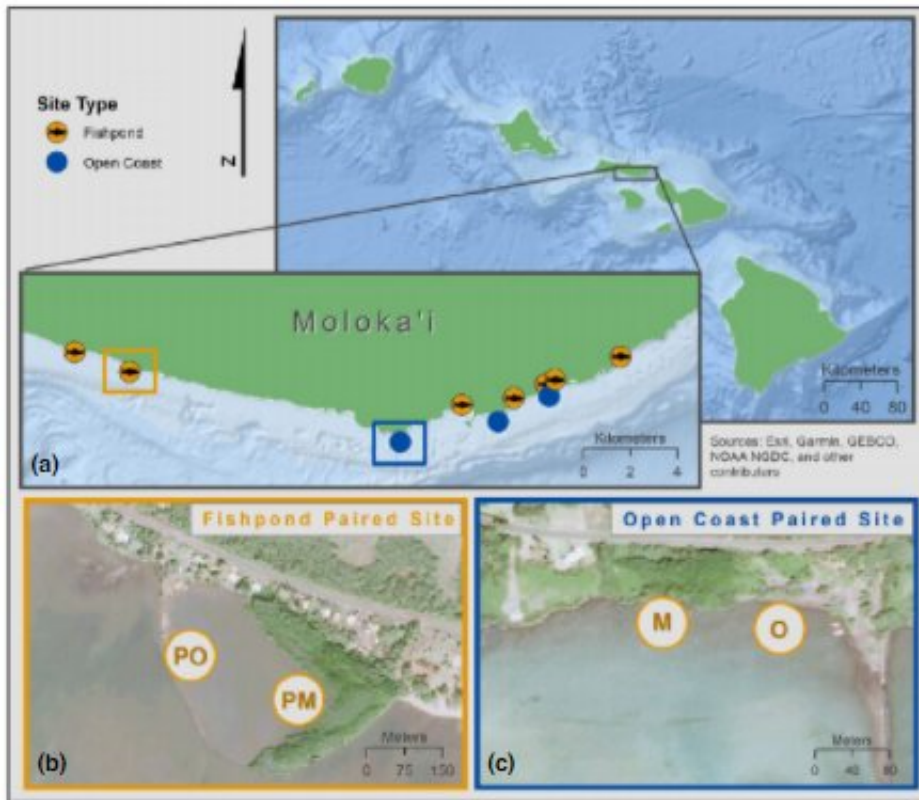 Site Type
Fishpond
Open Coast
N
Kilometers
0 40 80
Moloka'i
Kilometers
0 1 2 4
(a)
Sources: Esri, Garmin, GEBCO,
NOAA NGDC, and other
contributors
Fishpond Paired Site
PO
PM
Meters
0 75 150
(b)
Open Coast Paired Site
M
O
Meters
0 40 80
(c)